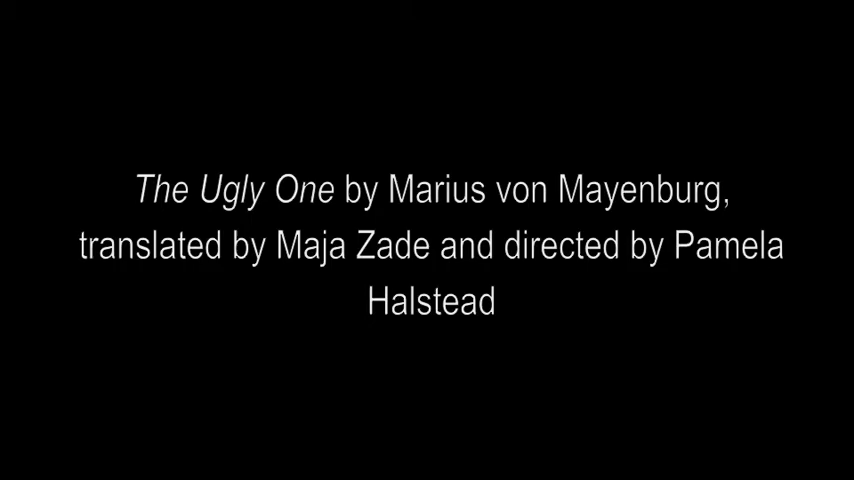 The Ugly One by Marius von Mayenburg,
translated by Maja Zade and directed by Pamela
Halstead